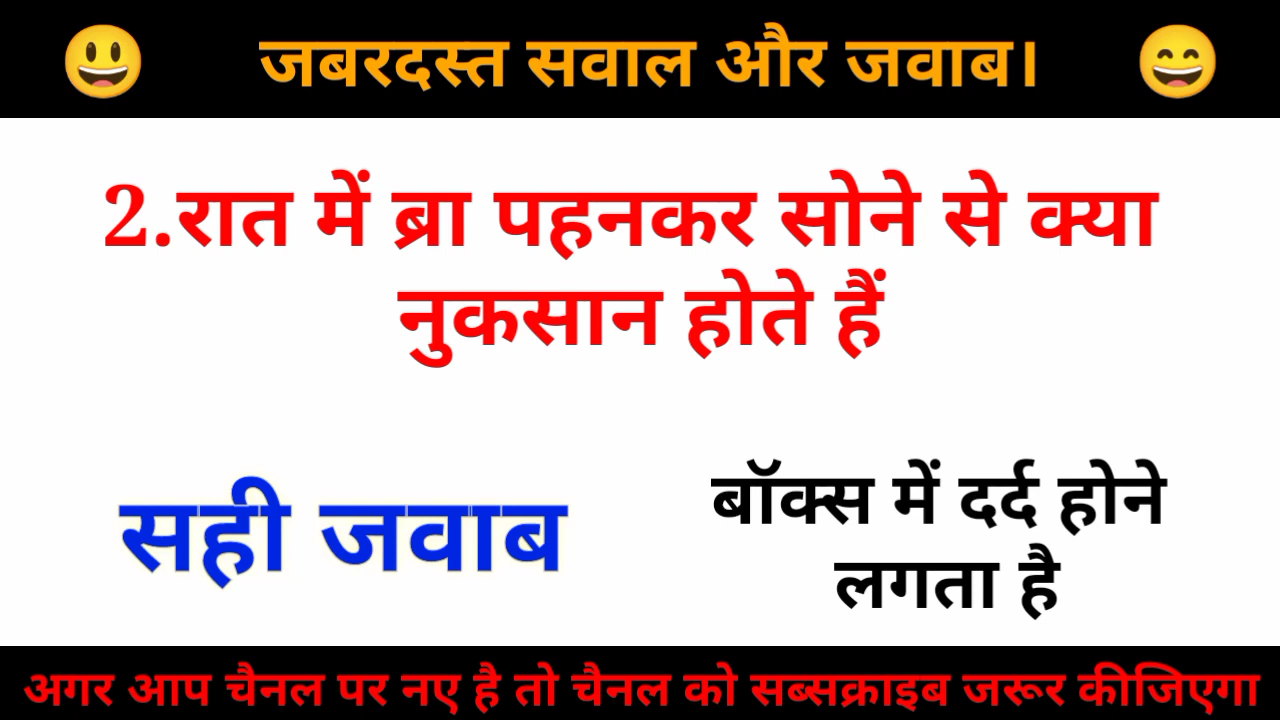 जबरदस्त सवाल और जवाब।
2.रात में ब्रा पहनकर सोने से क्या
नुकसान होते हैं
सही जवाब
बॉक्स में दर्द होने
लगता है
अगर आप चैनल पर नए है तो चैनल को सब्सक्राइब जरूर कीजिएगा